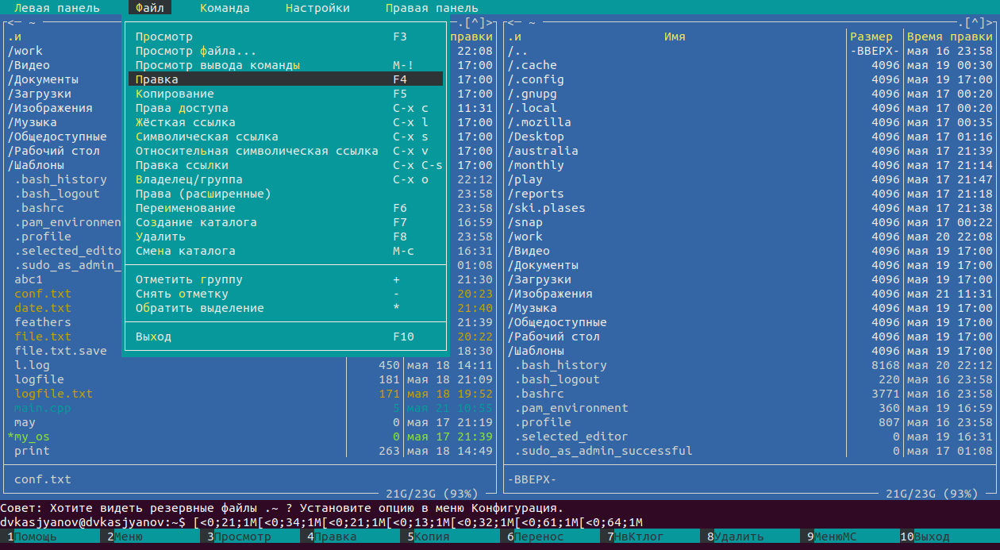 Левая панель Файл Команда Настройки Правая панель
<─ ~ .[^]> <─ ~ .[^]>
.и правки .и Имя Размер Время правки
/work 22:08 /.. -ВВЕРХ- мая 16 23:58
/Видео 17:00 /.cache 4096 мая 19 00:30
/Документы 17:00 /.config 4096 мая 19 17:00
/Загрузки 17:00 /.gnupg 4096 мая 17 00:20
/Изображения 11:31 /.local 4096 мая 17 00:20
/Музыка 17:00 /.mozilla 4096 мая 17 00:35
/Общедоступные 17:00 /Desktop 4096 мая 17 01:16
/Рабочий стол 17:00 /australia 4096 мая 17 21:39
/Шаблоны 17:00 /monthly 4096 мая 17 21:14
.bash_history 22:12 /play 4096 мая 17 21:47
.bash_logout 23:58 /reports 4096 мая 17 21:18
.bashrc 23:58 /ski.plases 4096 мая 17 21:38
.pam_environmen 16:59 /snap 4096 мая 17 00:22
.profile 23:58 /work 4096 мая 20 22:08
.selected_edito 16:31 /Видео 4096 мая 19 17:00
.sudo_as_admin_ 01:08 /Документы 4096 мая 19 17:00
abc1 21:30 /Загрузки 4096 мая 19 17:00
conf.txt 20:23 /Изображения 4096 мая 21 11:31
date.txt 21:40 /Музыка 4096 мая 19 17:00
feathers 21:39 /Общедоступные 4096 мая 19 17:00
file.txt 20:22 /Рабочий стол 4096 мая 19 17:00
file.txt.save 18:30 /Шаблоны 4096 мая 19 17:00
l.log 450 мая 18 14:11 .bash_history 8168 мая 20 22:12
logfile 181 мая 18 21:09 .bash_logout 220 мая 16 23:58
logfile.txt 171 мая 18 19:52 .bashrc 3771 мая 16 23:58
main.cpp 5 мая 21 10:55 .pam_environment 360 мая 19 16:59
may 0 мая 17 21:19 .profile 807 мая 16 23:58
*my_os 0 мая 17 21:39 .selected_editor 0 мая 19 16:31
print 263 мая 18 14:49 .sudo_as_admin_successful 0 мая 17 01:08
Просмотр F3
Просмотр файла...
Просмотр вывода команды M-!
Правка F4
Копирование F5
Права доступа C-x c
Жёсткая ссылка C-x l
Символическая ссылка C-x s
Относительная символическая ссылка C-x v
Правка ссылки C-x C-s
Владелец/группа C-x o
Права (расширенные)
Переименование F6
Создание каталога F7
Удалить F8
Смена каталога M-c
Отметить группу +
Снять отметку -
Обратить выделение *
Выход F10
conf.txt -ВВЕРХ-
21G/23G (93%) 21G/23G (93%)
Совет: Хотите видеть резервные файлы .~ ? Установите опцию в меню Конфигурация.
dvkasjyanov@dvkasjyanov:~$ [<0;21;1M[<0;34;1M[<0;21;1M[<0;13;1M[<0;32;1M[<0;61;1M[<0;64;1M
1Помощь 2Меню 3Просмотр 4Правка 5Копия 6Перенос 7НвКтлог 8Удалить 9МенюМС 10Выход